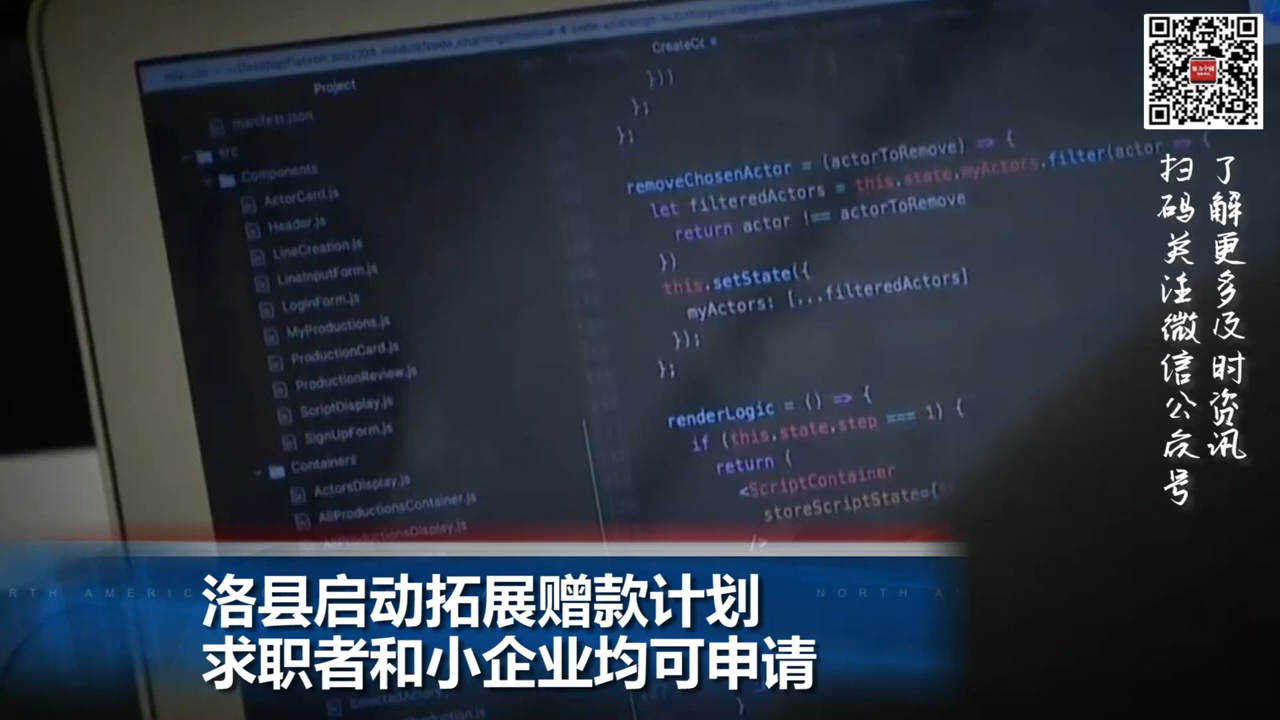 Project
manifest.json
src
Components
ActorCard.js
Header.js
LineCreation.js
LineInputForm.js
LoginForm.js
MyProductions.js
ProductionCard.js
ProductionReview.js
ScriptDisplay.js
SignUpForm.js
Containers
ActorsDisplay.js
AllProductionsContainer.js
AllProductionsDisplay.js
}))
};
};
removeChosenActor = (actorToRemove) => {
let filteredActors = this.state.myActors.filter(actor => {
return actor !== actorToRemove
})
this.setState({
myActors: [...filteredActors]
});
};
renderLogic = () => {
if (this.state.step === 1) {
return (
<ScriptContainer
storeScriptState={
/>
了解更多及时资讯
扫码关注微信公众号
洛县启动拓展赠款计划
求职者和小企业均可申请